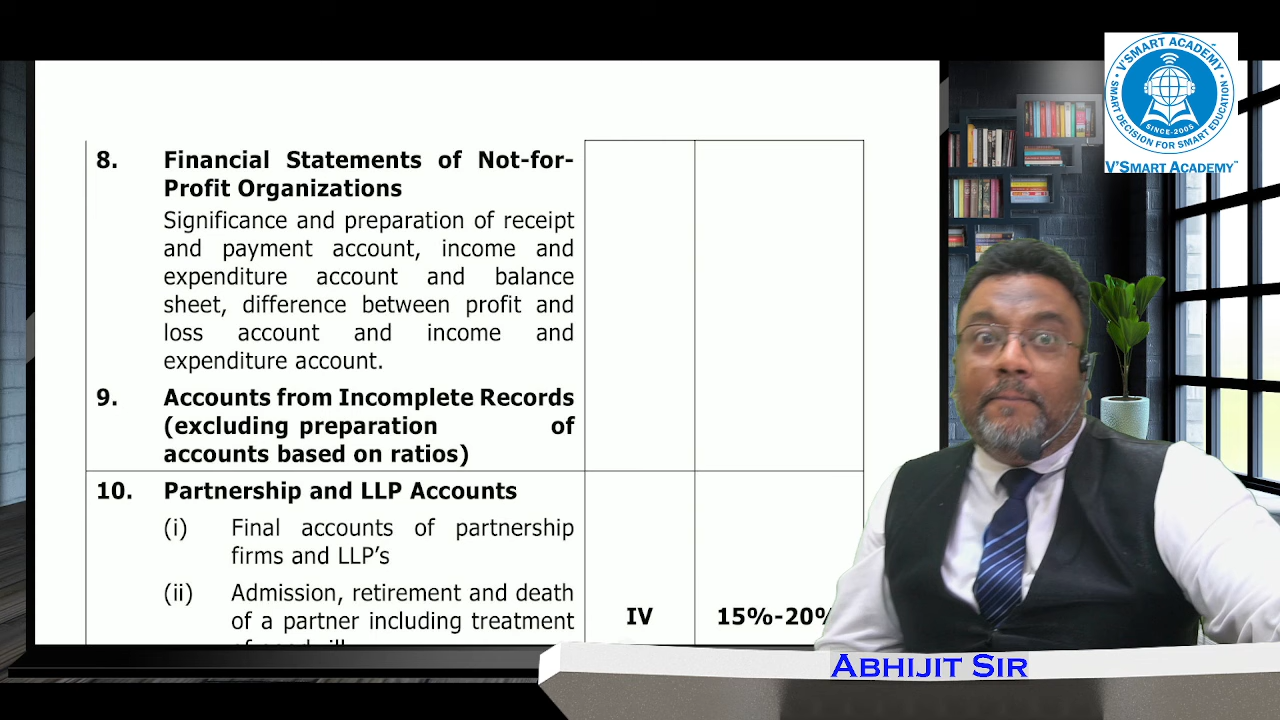 8. Financial Statements of Not-for-
Profit Organizations
Significance and preparation of receipt
and payment account, income and
expenditure account and balance
sheet, difference between profit and
loss account and income and
expenditure account.
9. Accounts from Incomplete Records
(excluding preparation of
accounts based on ratios)
10. Partnership and LLP Accounts
(i) Final accounts of partnership
firms and LLP’s
(ii) Admission, retirement and death
of a partner including treatment
IV 15%-20%
V'SMART ACADEMY
SMART DECISION FOR SMART EDUCATION
SINCE-2005
V'SMART ACADEMY™
ABHIJIT SIR